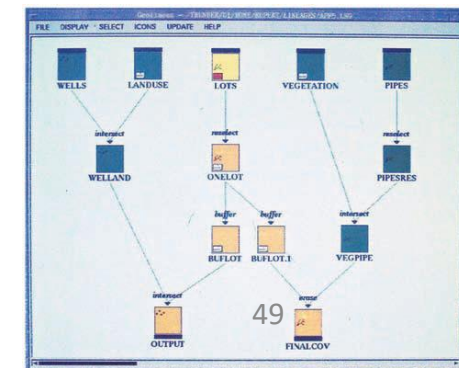 FILE DISPLAY SELECT ICONS UPDATE HELP
WELLS LANDUSE LOTS VEGETATION PIPES
intersect reselect reselect
WELLAND ONELOT PIPESRES
buffer buffer intersect
BUFLOT BUFLOT.1 VEGPIPE
intersect erase
49
OUTPUT FINALCOV